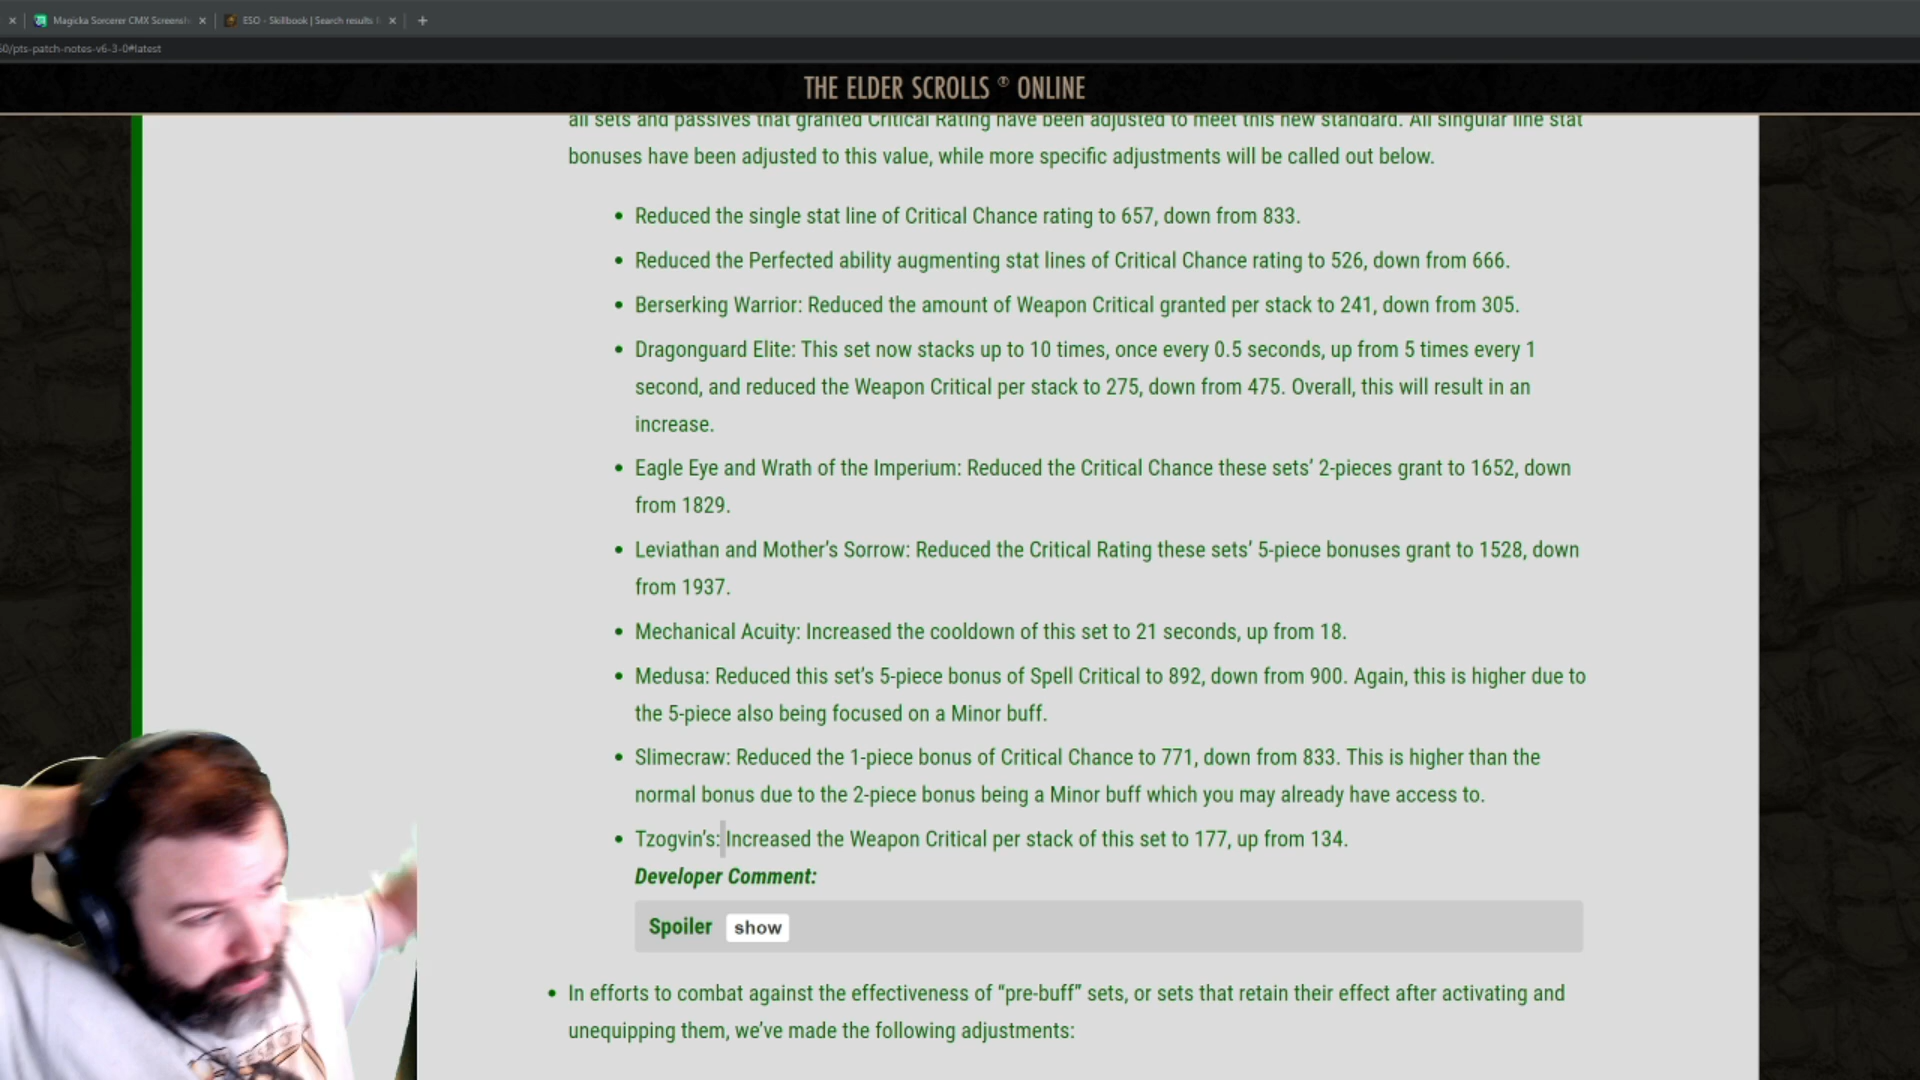 Magicka Sorcerer CMX Screensh
ESO - Skillbook | Search results
0/pts-patch-notes-v6-3-0#latest
THE ELDER SCROLLS ® ONLINE
all sets and passives that granted Critical Rating have been adjusted to meet this new standard. All singular line stat
bonuses have been adjusted to this value, while more specific adjustments will be called out below.
• Reduced the single stat line of Critical Chance rating to 657, down from 833.
• Reduced the Perfected ability augmenting stat lines of Critical Chance rating to 526, down from 666.
• Berserking Warrior: Reduced the amount of Weapon Critical granted per stack to 241, down from 305.
• Dragonguard Elite: This set now stacks up to 10 times, once every 0.5 seconds, up from 5 times every 1
second, and reduced the Weapon Critical per stack to 275, down from 475. Overall, this will result in an
increase.
• Eagle Eye and Wrath of the Imperium: Reduced the Critical Chance these sets’ 2-pieces grant to 1652, down
from 1829.
• Leviathan and Mother’s Sorrow: Reduced the Critical Rating these sets’ 5-piece bonuses grant to 1528, down
from 1937.
• Mechanical Acuity: Increased the cooldown of this set to 21 seconds, up from 18.
• Medusa: Reduced this set’s 5-piece bonus of Spell Critical to 892, down from 900. Again, this is higher due to
the 5-piece also being focused on a Minor buff.
• Slimecraw: Reduced the 1-piece bonus of Critical Chance to 771, down from 833. This is higher than the
normal bonus due to the 2-piece bonus being a Minor buff which you may already have access to.
• Tzogvin’s: Increased the Weapon Critical per stack of this set to 177, up from 134.
Developer Comment:
Spoiler show
• In efforts to combat against the effectiveness of “pre-buff” sets, or sets that retain their effect after activating and
unequipping them, we’ve made the following adjustments: